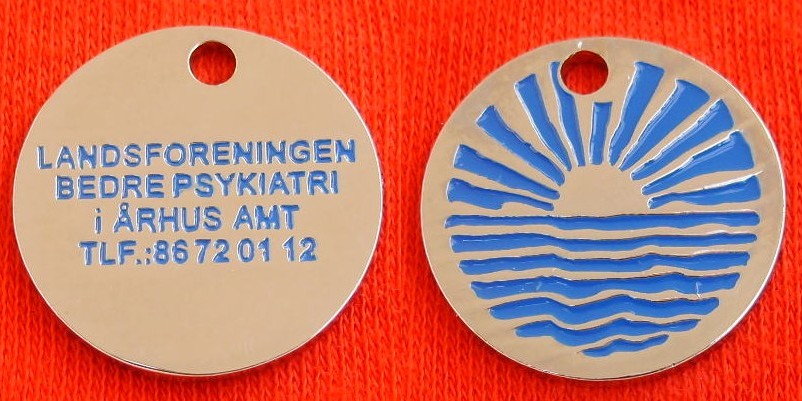 LANDSFORENINGEN
BEDRE PSYKIATRI
i ÅRHUS AMT
TLF.:86 72 01 12